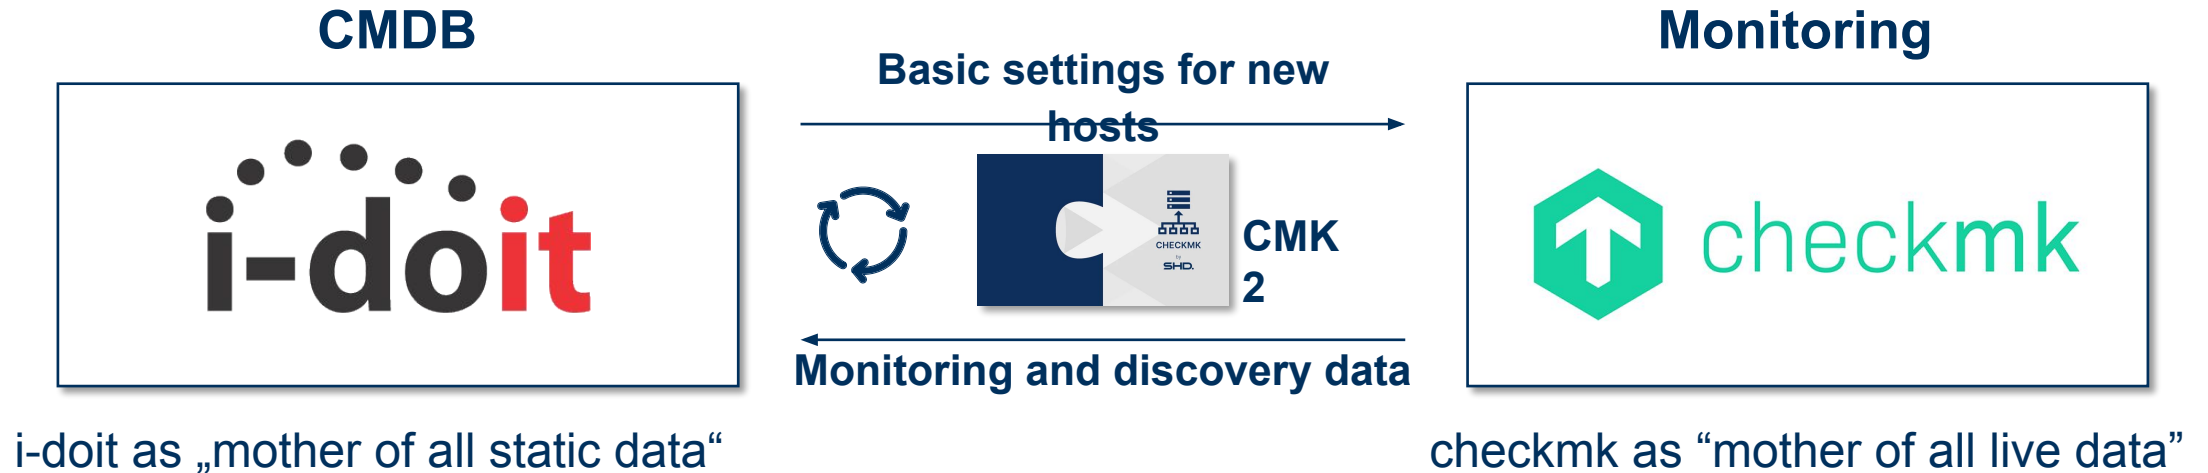 CMDB
i-doit
i-doit as „mother of all static data“
Basic settings for new
hosts
CHECKMK
by
SHD.
CMK
2
Monitoring and discovery data
Monitoring
checkmk
checkmk as “mother of all live data”